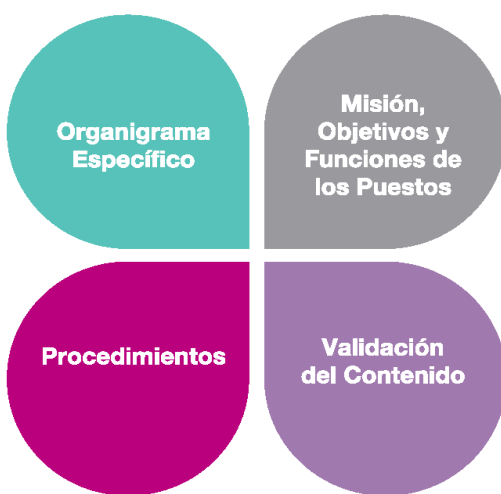 Organigrama
Específico
Misión,
Objetivos y
Funciones de
los Puestos
Procedimientos
Validación
del Contenido